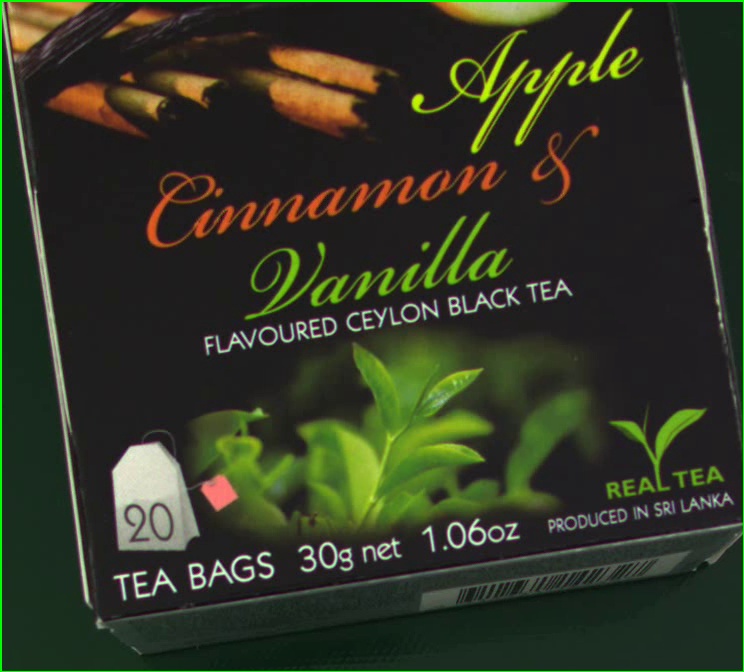 Apple
Cinnamon &
Vanilla
FLAVOURED CEYLON BLACK TEA
20
TEA BAGS 30g net 1.06oz
REAL TEA
PRODUCED IN SRI LANKA